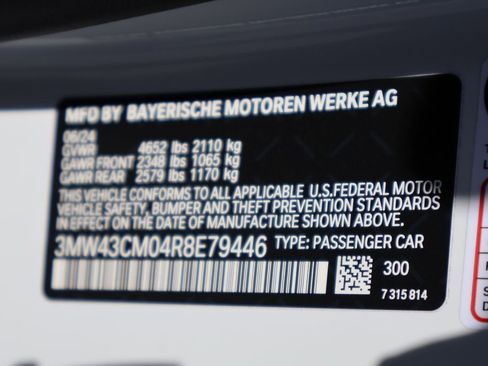 MFD BY BAYERISCHE MOTOREN WERKE AG
06/24
GVWR 4652 lbs 2110 kg
GAWR FRONT 2348 lbs 1065 kg
GAWR REAR 2579 lbs 1170 kg
THIS VEHICLE CONFORMS TO ALL APPLICABLE U.S.FEDERAL MOTOR
VEHICLE SAFETY, BUMPER AND THEFT PREVENTION STANDARDS
IN EFFECT ON THE DATE OF MANUFACTURE SHOWN ABOVE.
3MW43CM04R8E79446 TYPE: PASSENGER CAR
300
7 315 814